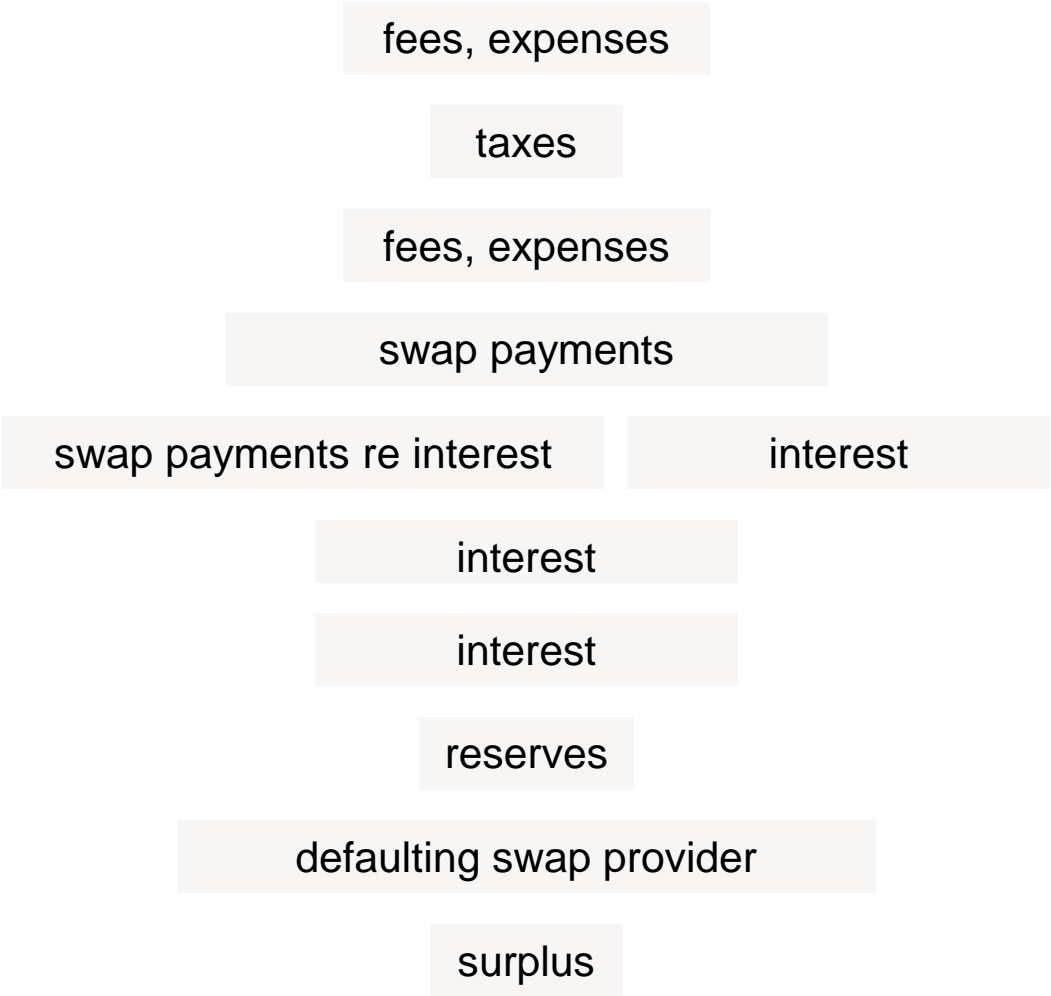 fees, expenses
taxes
fees, expenses
swap payments
swap payments re interest
interest
interest
interest
reserves
defaulting swap provider
surplus